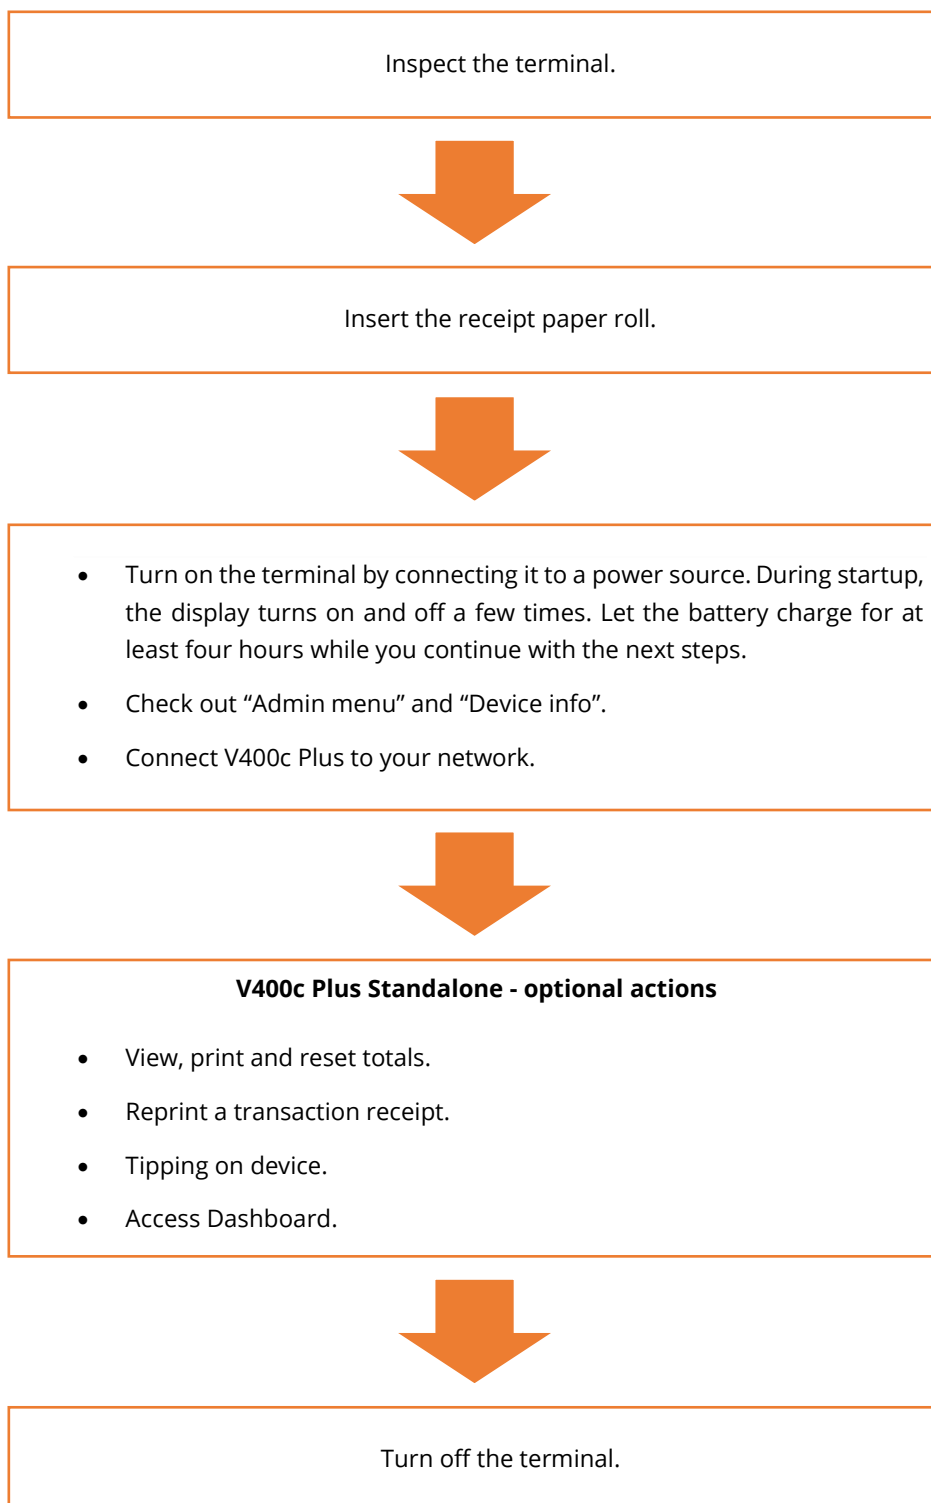 Inspect the terminal.
Insert the receipt paper roll.
• Turn on the terminal by connecting it to a power source. During startup,
the display turns on and off a few times. Let the battery charge for at
least four hours while you continue with the next steps.
• Check out “Admin menu” and “Device info”.
• Connect V400c Plus to your network.
V400c Plus Standalone - optional actions
• View, print and reset totals.
• Reprint a transaction receipt.
• Tipping on device.
• Access Dashboard.
Turn off the terminal.